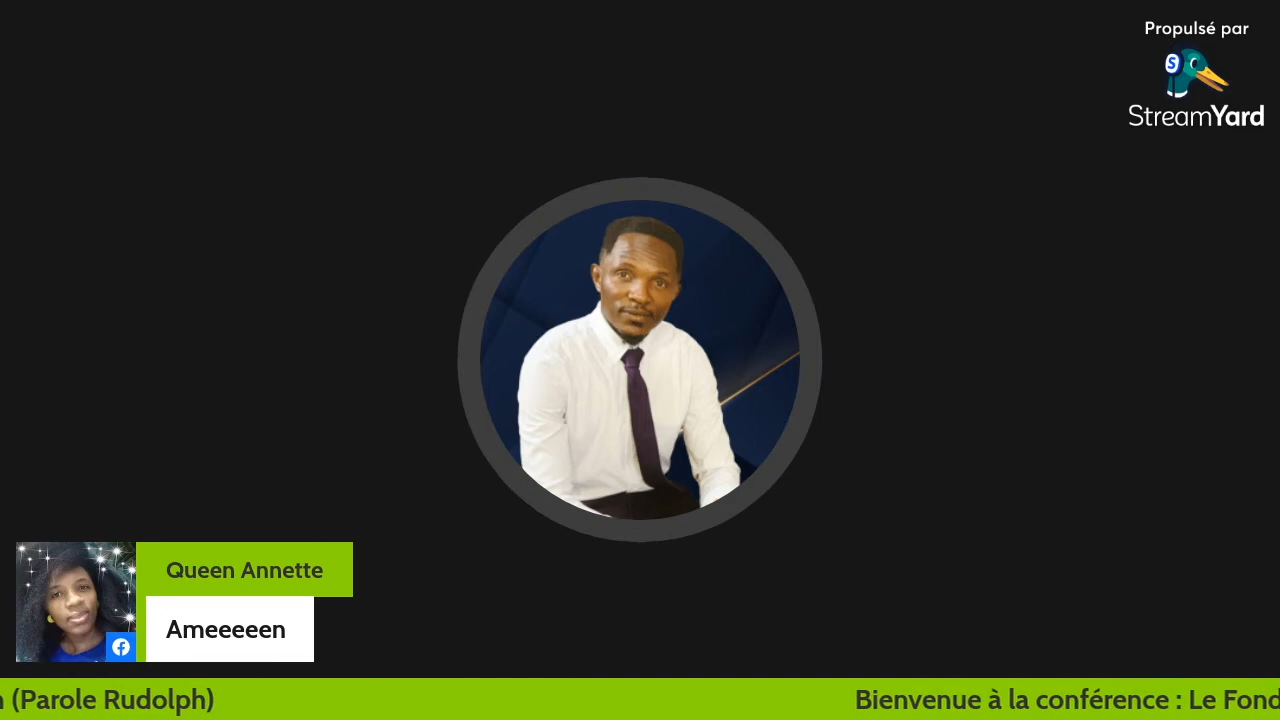 Propulsé par
S
StreamYard
Queen Annette
Ameeeeen
(Parole Rudolph)
Bienvenue à la conférence : Le Fond